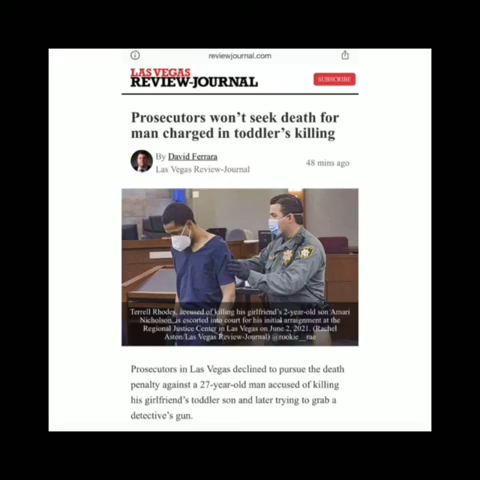 reviewjournal.com
LAS VEGAS
REVIEW-JOURNAL
SUBSCRIBE
Prosecutors won't seek death for
man charged in toddler's killing
By David Ferrara
Las Vegas Review-Journal
48 mins ago
Terrell Rhodes, accused of killing his girlfriend's 2-year-old son Amari
Nicholson, is escorted into court for his initial arraignment at the
Regional Justice Center in Las Vegas on June 2, 2021. (Rachel
Aston/Las Vegas Review-Journal) @rookie__rae
Prosecutors in Las Vegas declined to pursue the death
penalty against a 27-year-old man accused of killing
his girlfriend's toddler son and later trying to grab a
detective's gun.